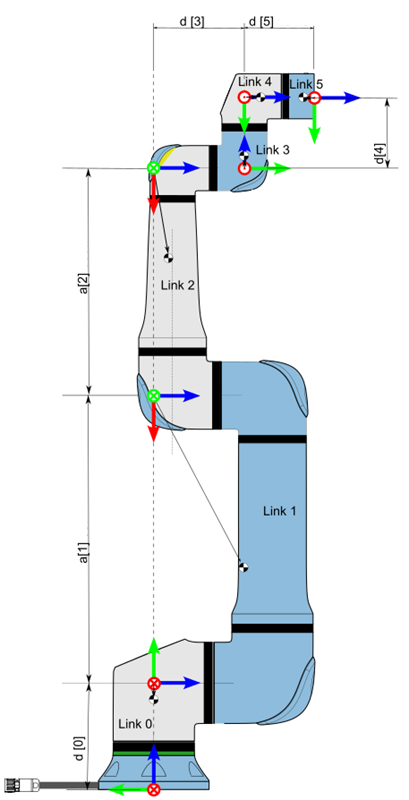 d [3]
d [5]
Link 4
Link 5
Link 3
d[4]
a[2]
Link 2
a[1]
Link 1
d [0]
Link 0